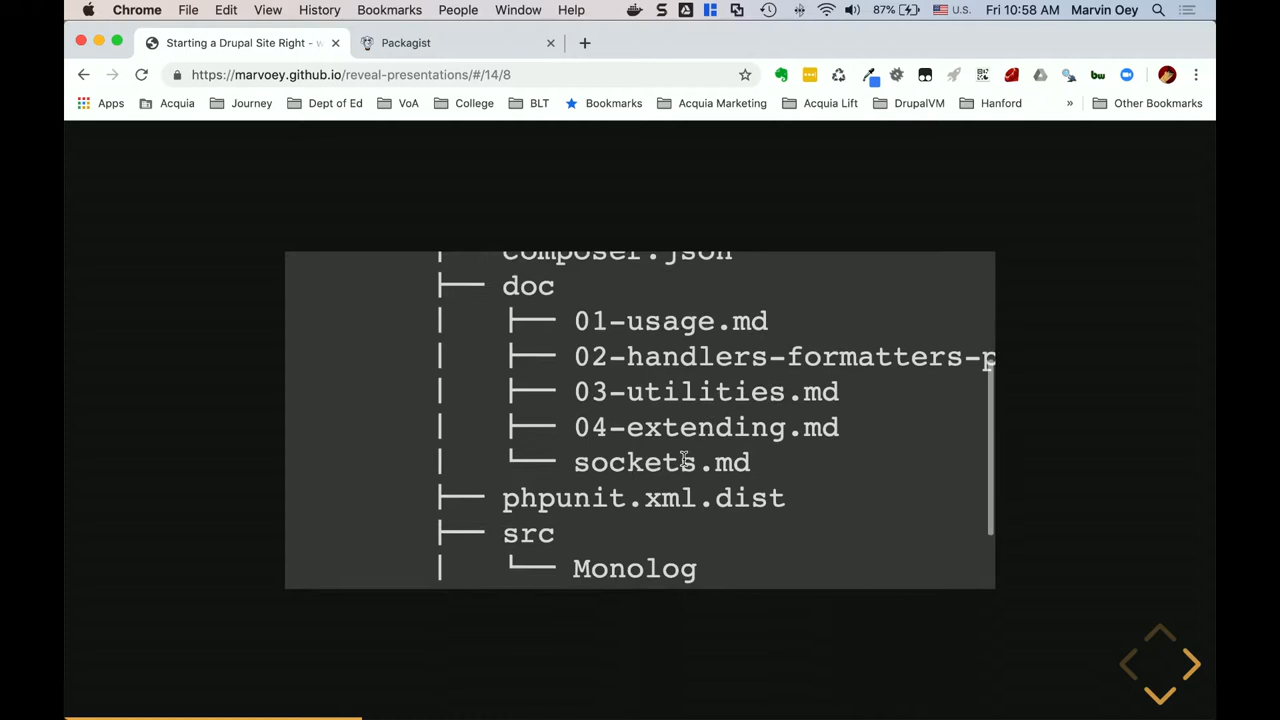 Chrome File Edit View History Bookmarks People Window Help 87% U.S. Fri 10:58 AM Marvin Oey
Starting a Drupal Site Right - Packagist
https://marvoey.github.io/reveal-presentations/#/14/8
Apps Acquia Journey Dept of Ed VoA College BLT Bookmarks Acquia Marketing Acquia Lift DrupalVM Hanford » Other Bookmarks
composer.json
├── doc
│   ├── 01-usage.md
│   ├── 02-handlers-formatters-p
│   ├── 03-utilities.md
│   ├── 04-extending.md
│   └── sockets.md
├── phpunit.xml.dist
├── src
│   └── Monolog